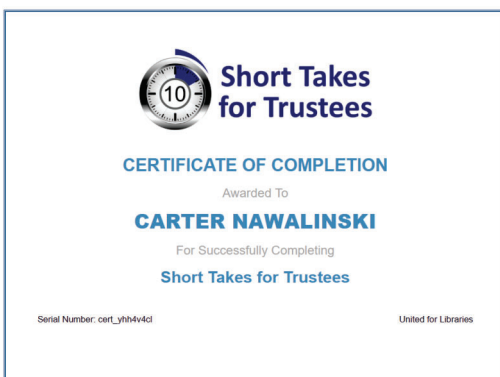 10
Short Takes
for Trustees
CERTIFICATE OF COMPLETION
Awarded To
CARTER NAWALINSKI
For Successfully Completing
Short Takes for Trustees
Serial Number: cert_yhh4v4cl
United for Libraries